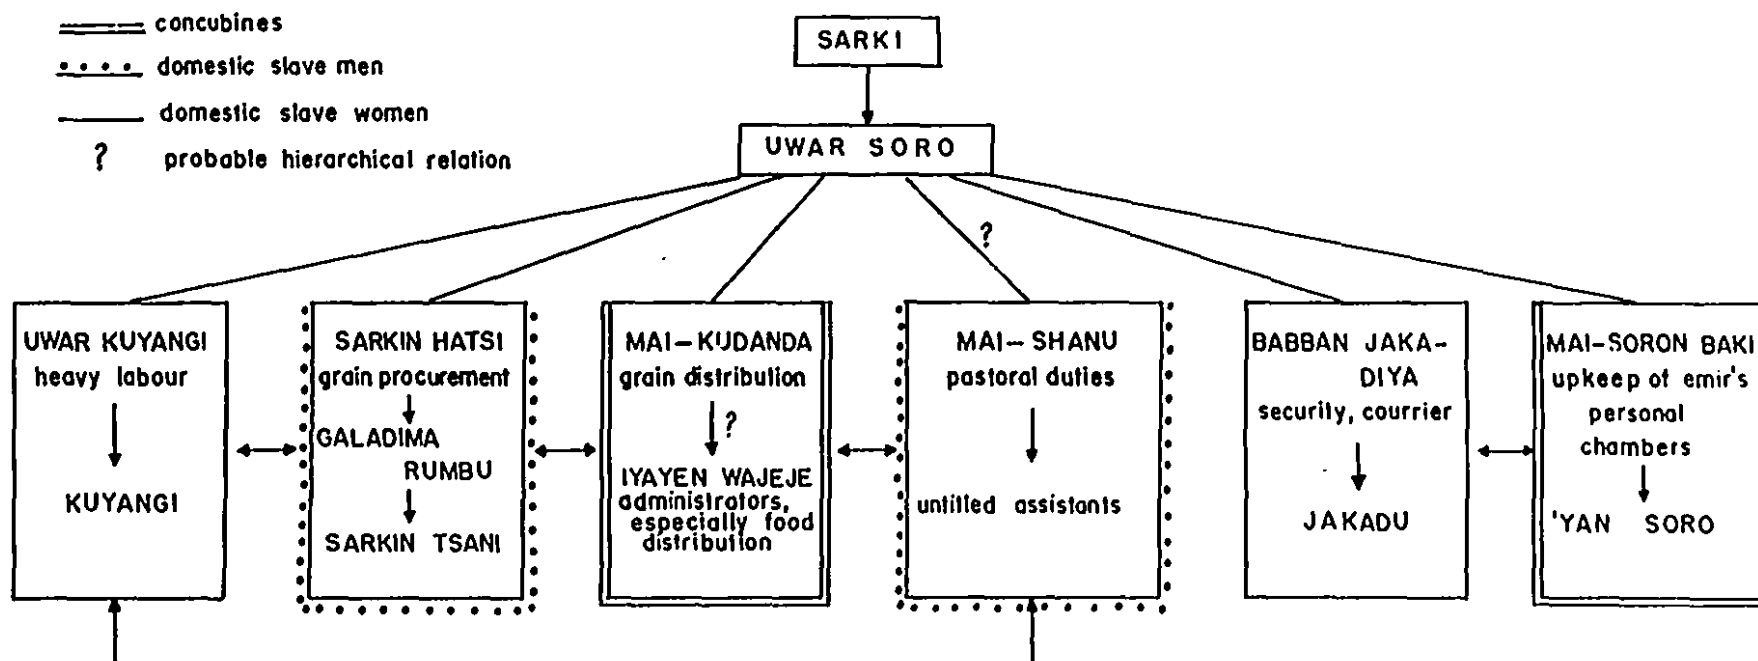 concubines
domestic slave men
domestic slave women
? probable hierarchical relation
SARKI
UWAR SORO
?
UWAR KUYANGI
heavy labour
KUYANGI
SARKIN HATSI
grain procurement
GALADIMA
RUMBU
SARKIN TSANI
MAI-KUDANDA
grain distribution
?
IYAYEN WAJEJE
administrators,
especially food
distribution
MAI-SHANU
pastoral duties
untitled assistants
BABBAN JAKA-
DIYA
security, courrier
JAKADU
MAI-SORON BAKI
upkeep of emir's
personal
chambers
'YAN SORO